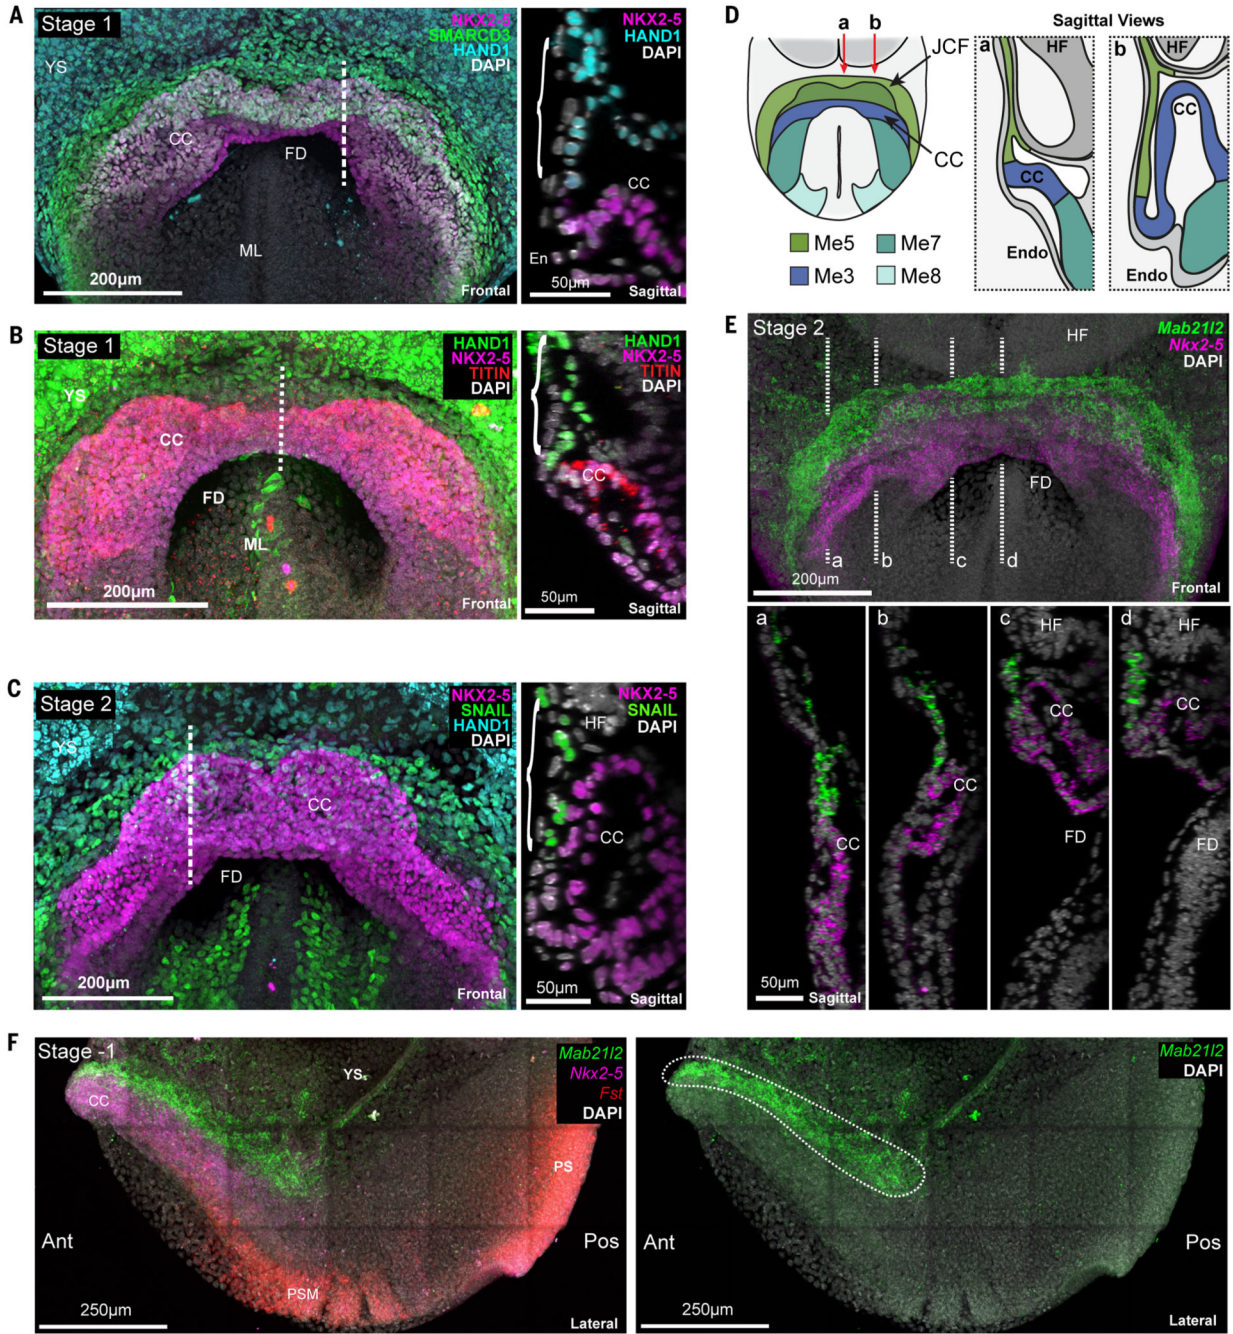 A
Stage 1
NKX2-5
SMARCD3
HAND1
DAPI
YS
CC
FD
ML
200µm
Frontal
NKX2-5
HAND1
DAPI
CC
En
50µm
Sagittal
B
Stage 1
HAND1
NKX2-5
TITIN
DAPI
YS
CC
FD
ML
100µm
Frontal
HAND1
NKX2-5
TITIN
DAPI
CC
50µm
Sagittal
C
Stage 2
NKX2-5
SNAIL
HAND1
DAPI
YS
CC
FD
200µm
Frontal
NKX2-5
SNAIL
DAPI
HF
CC
50µm
Sagittal
D
a b
JCF
CC
Me5 Me7
Me3 Me8
Sagittal Views
a
HF
CC
Endo
b
HF
CC
Endo
E
Stage 2
HF
Mab21l2
Nkx2-5
DAPI
FD
a b c d
200µm
Frontal
a
CC
50µm
Sagittal
b
CC
c
HF
CC
FD
d
HF
CC
FD
F
Stage -1
Mab21l2
Nkx2-5
Fst
DAPI
YS
CC
PS
Ant
Pos
PSM
250µm
Lateral
Mab21l2
DAPI
Ant
Pos
250µm
Lateral